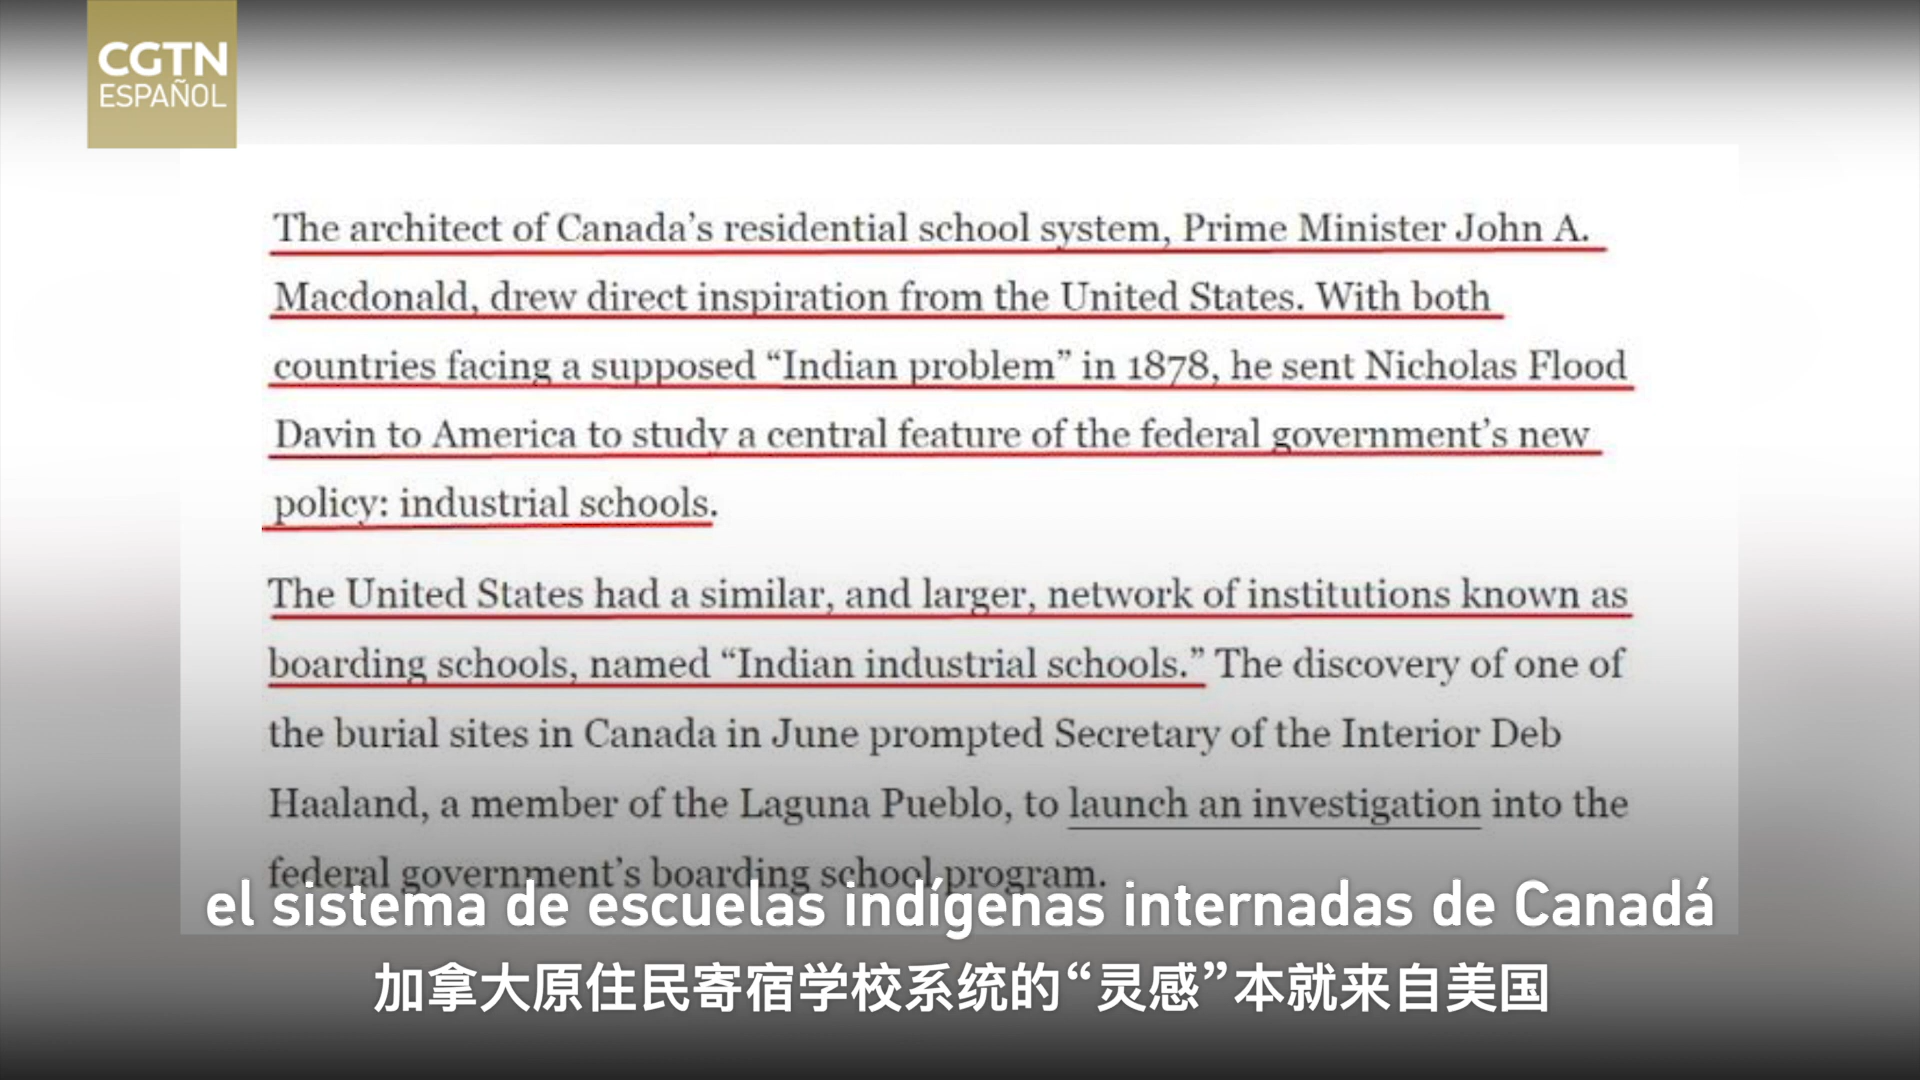 CGTN
ESPAÑOL
The architect of Canada’s residential school system, Prime Minister John A.
Macdonald, drew direct inspiration from the United States. With both
countries facing a supposed “Indian problem” in 1878, he sent Nicholas Flood
Davin to America to study a central feature of the federal government’s new
policy: industrial schools.
The United States had a similar, and larger, network of institutions known as
boarding schools, named “Indian industrial schools.” The discovery of one of
the burial sites in Canada in June prompted Secretary of the Interior Deb
Haaland, a member of the Laguna Pueblo, to launch an investigation into the
federal government’s boarding school program.
el sistema de escuelas indígenas internadas de Canadá
加拿大原住民寄宿学校系统的“灵感”本就来自美国